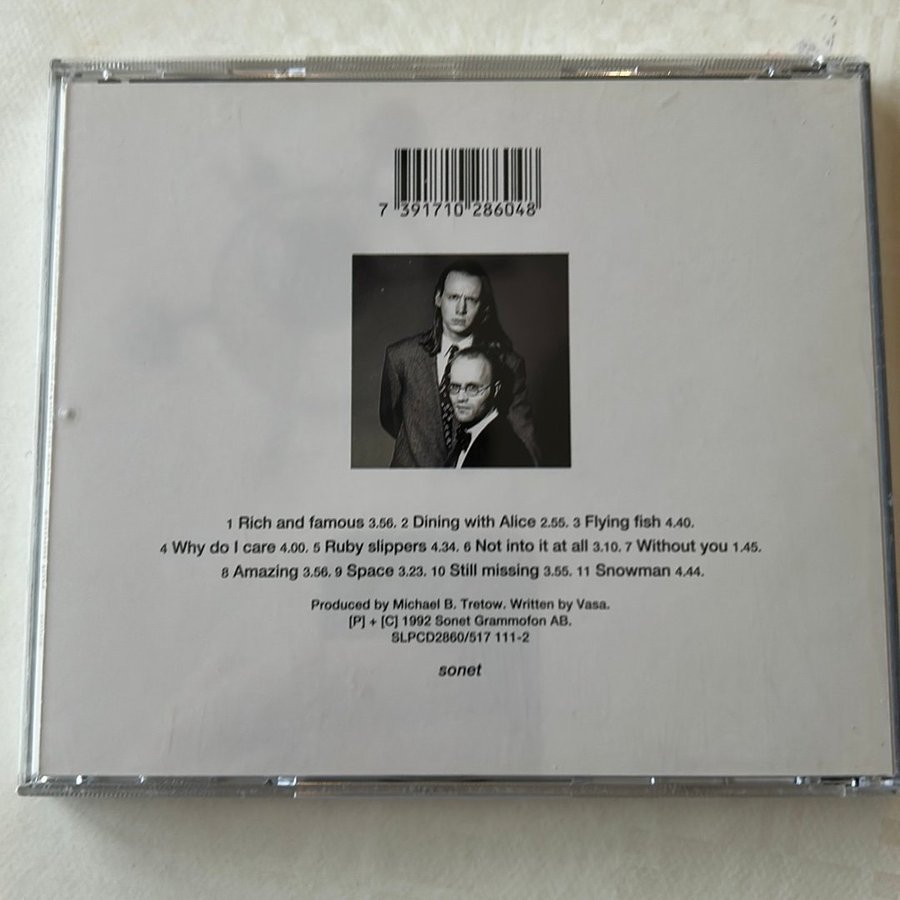 7 391710 286048
1 Rich and famous 3.56. 2 Dining with Alice 2.55. 3 Flying fish 4.40.
4 Why do I care 4.00. 5 Ruby slippers 4.34. 6 Not into it at all 3.10. 7 Without you 1.45.
8 Amazing 3.56. 9 Space 3.23. 10 Still missing 3.55. 11 Snowman 4.44.
Produced by Michael B. Tretow. Written by Vasa.
[P] + [C] 1992 Sonet Grammofon AB.
SLPCD2860/517 111-2
sonet